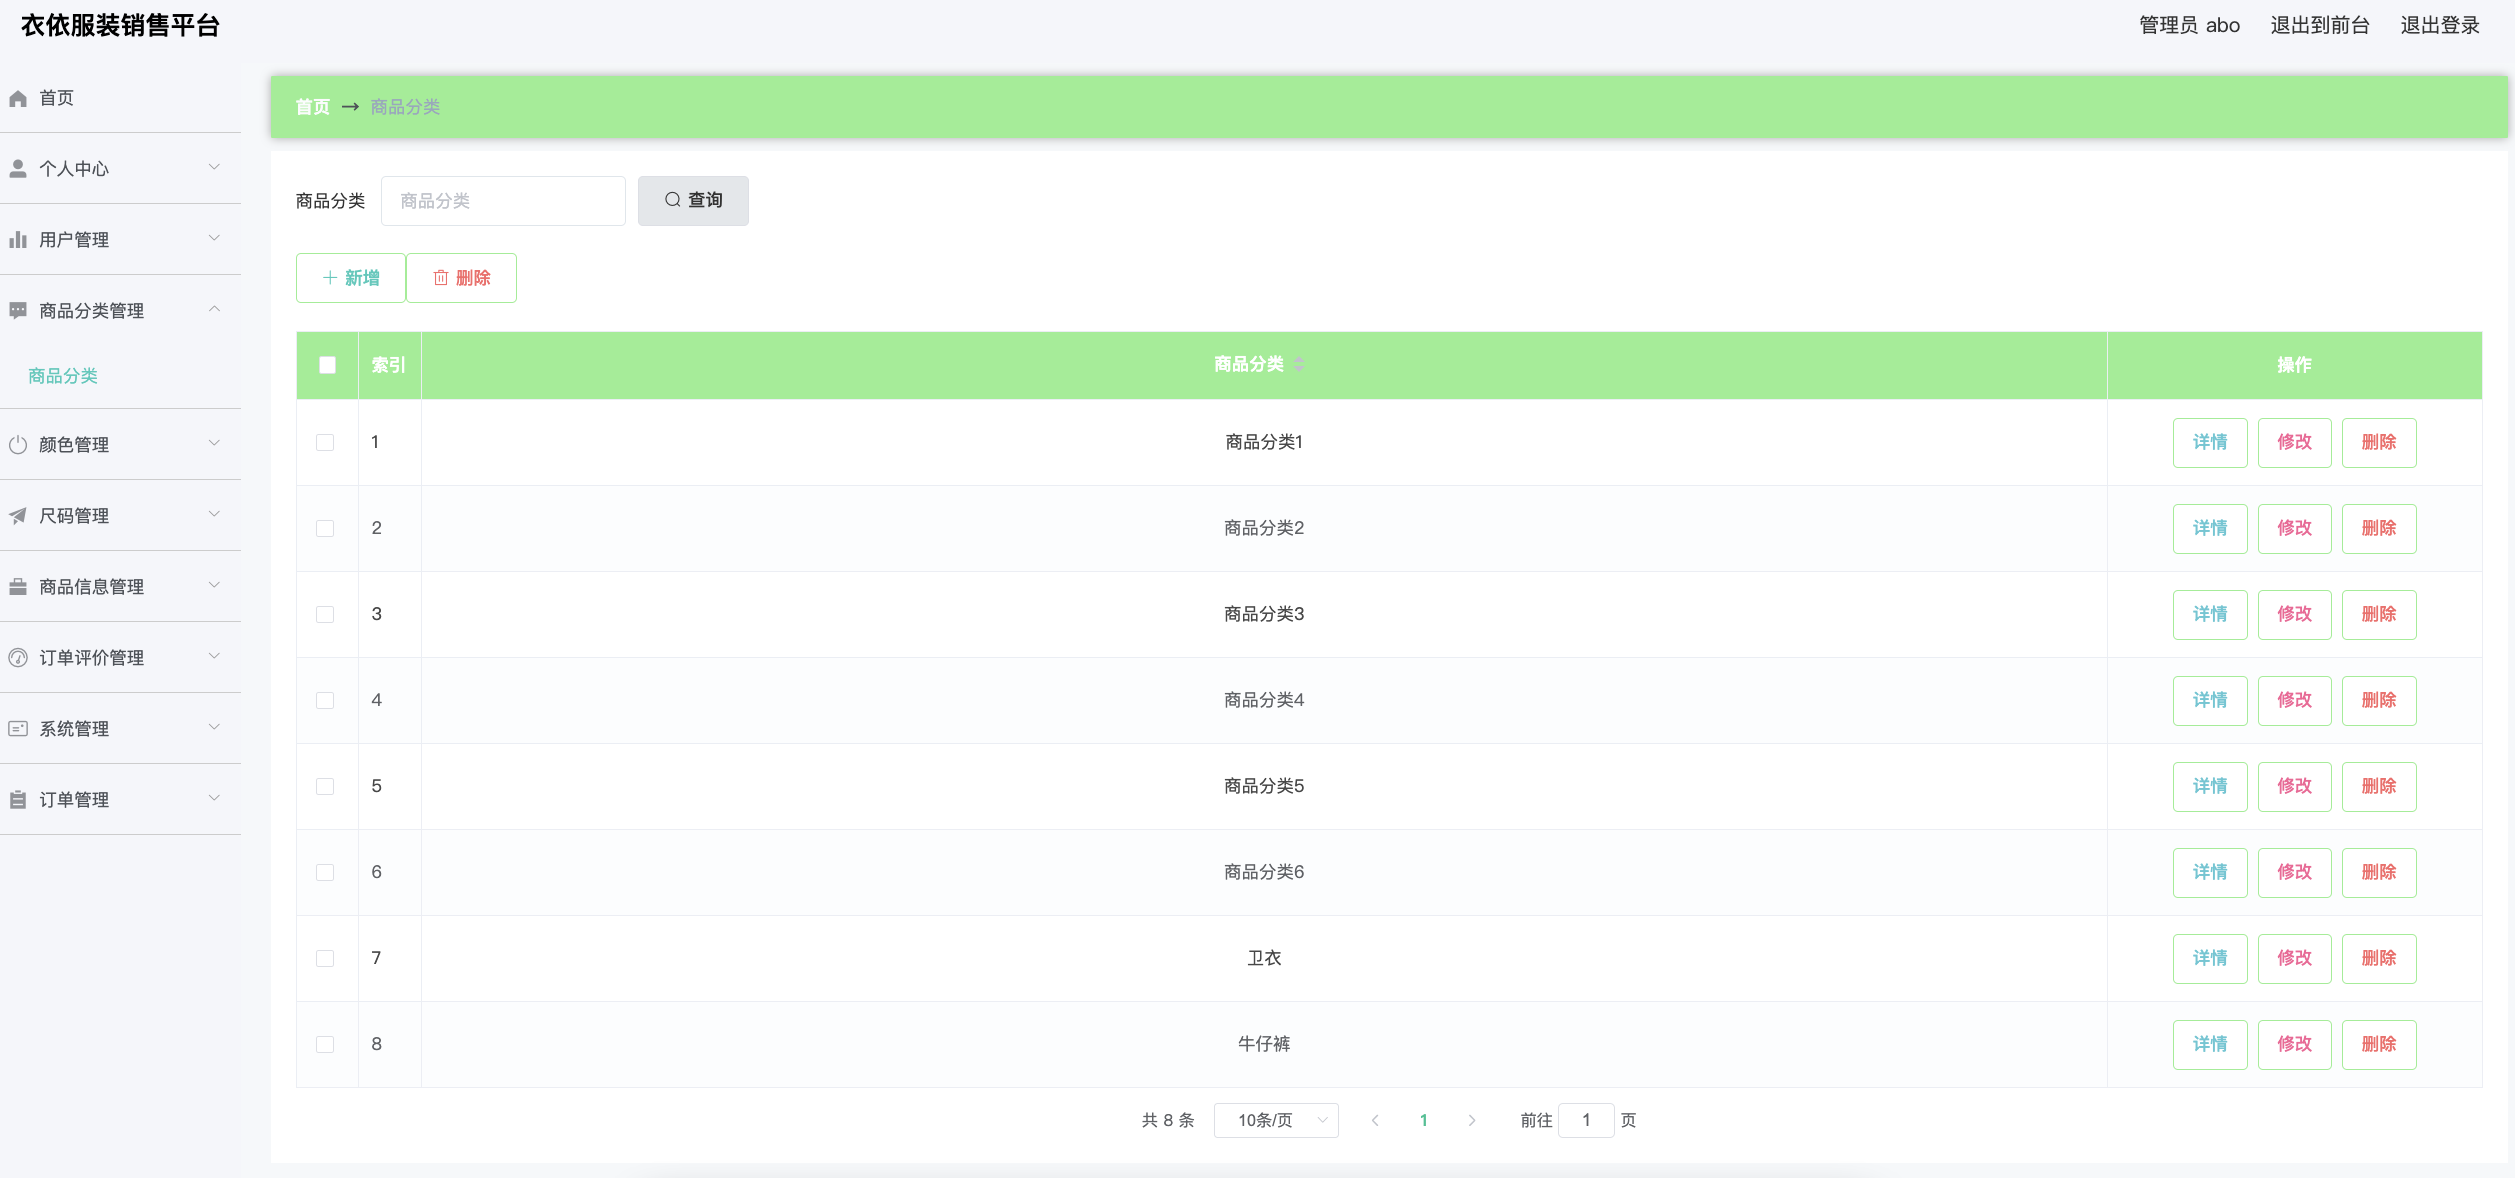 衣依服装销售平台
管理员 abo 退出到前台 退出登录
首页
个人中心
用户管理
商品分类管理
商品分类
颜色管理
尺码管理
商品信息管理
订单评价管理
系统管理
订单管理
首页 → 商品分类
商品分类 商品分类 查询
新增 删除
索引 商品分类 操作
1 商品分类1 详情 修改 删除
2 商品分类2 详情 修改 删除
3 商品分类3 详情 修改 删除
4 商品分类4 详情 修改 删除
5 商品分类5 详情 修改 删除
6 商品分类6 详情 修改 删除
7 卫衣 详情 修改 删除
8 牛仔裤 详情 修改 删除
共 8 条 10条/页 1 前往 1 页